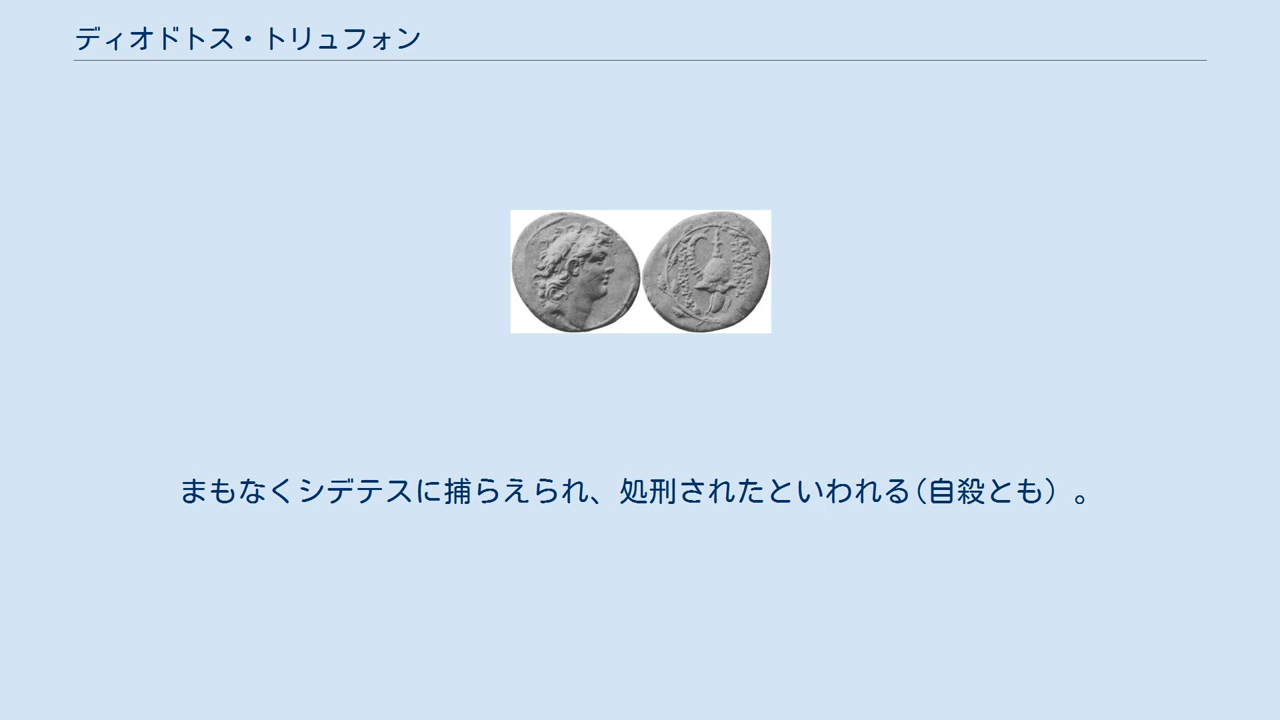 ディオドトス・トリュフォン
まもなくシデテスに捕らえられ、処刑されたといわれる(自殺とも）。